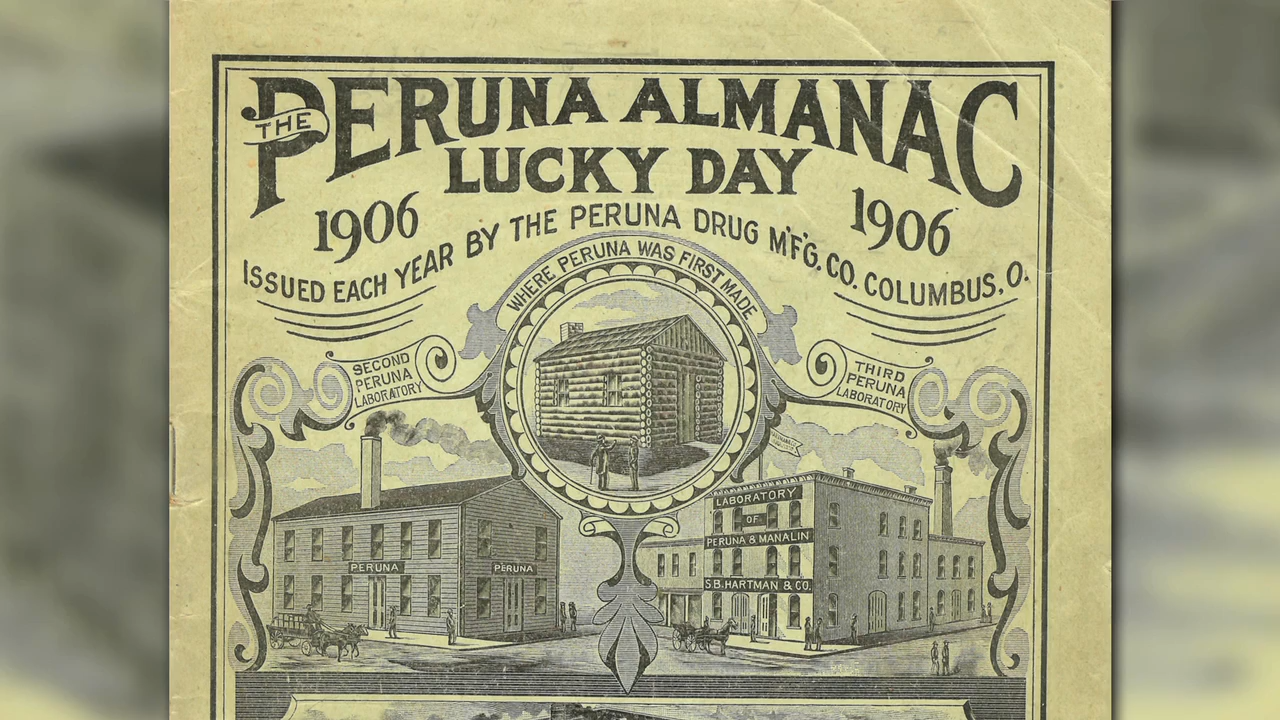 THE PERUNA ALMANAC
LUCKY DAY
1906 1906
ISSUED EACH YEAR BY THE PERUNA DRUG M'F'G. CO. COLUMBUS, O.
WHERE PERUNA WAS FIRST MADE
SECOND
PERUNA
LABORATORY
THIRD
PERUNA
LABORATORY
LABORATORY
OF
PERUNA & MANALIN
S.B. HARTMAN & CO.
PERUNA
PERUNA